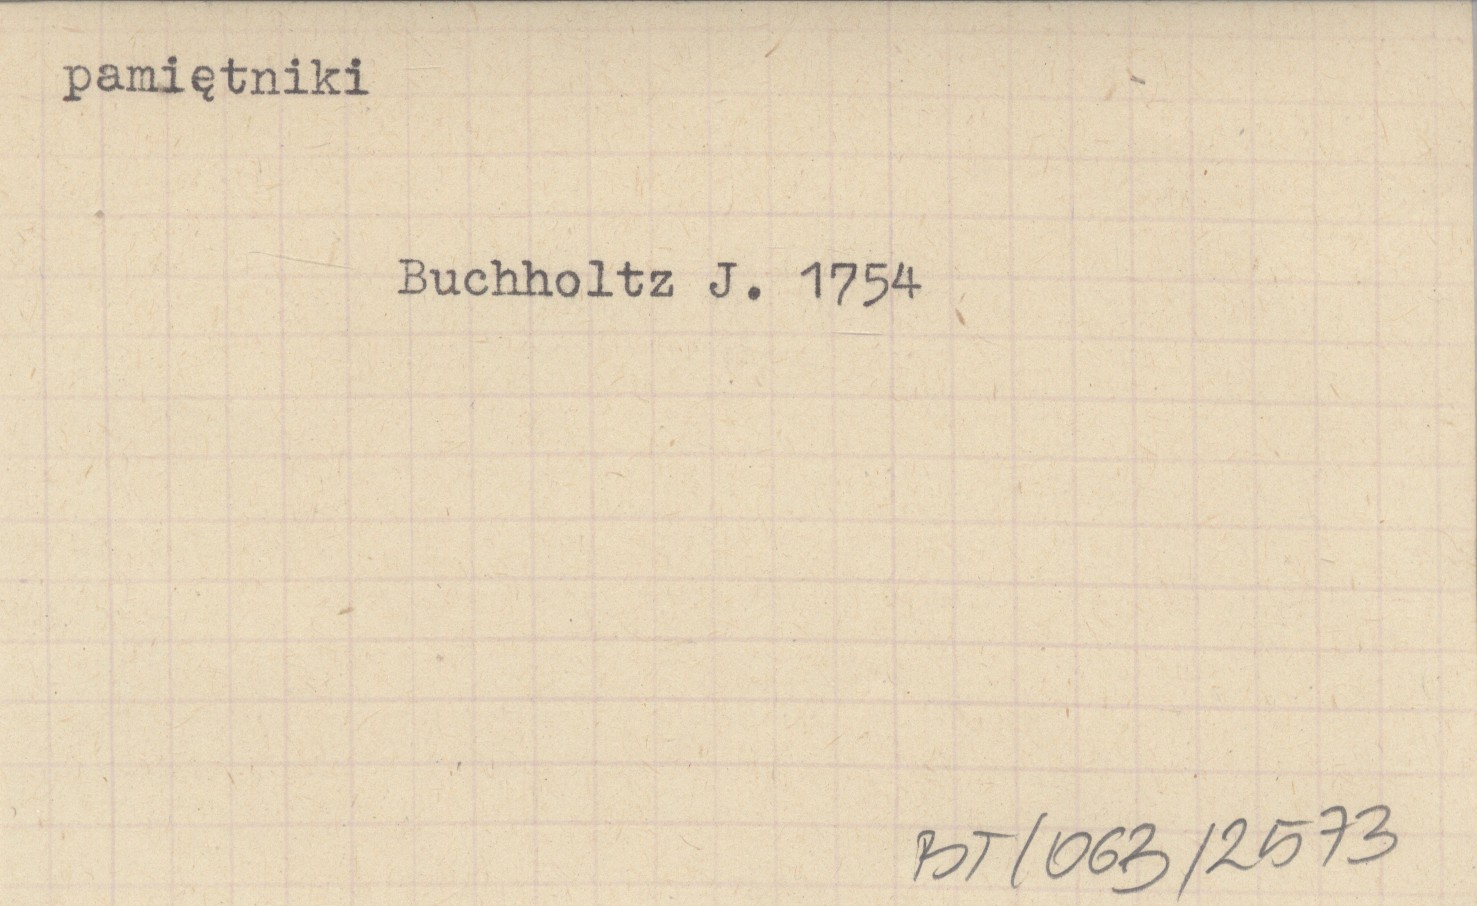 pamiętniki
Buchholtz J. 1754
BT/063/2573